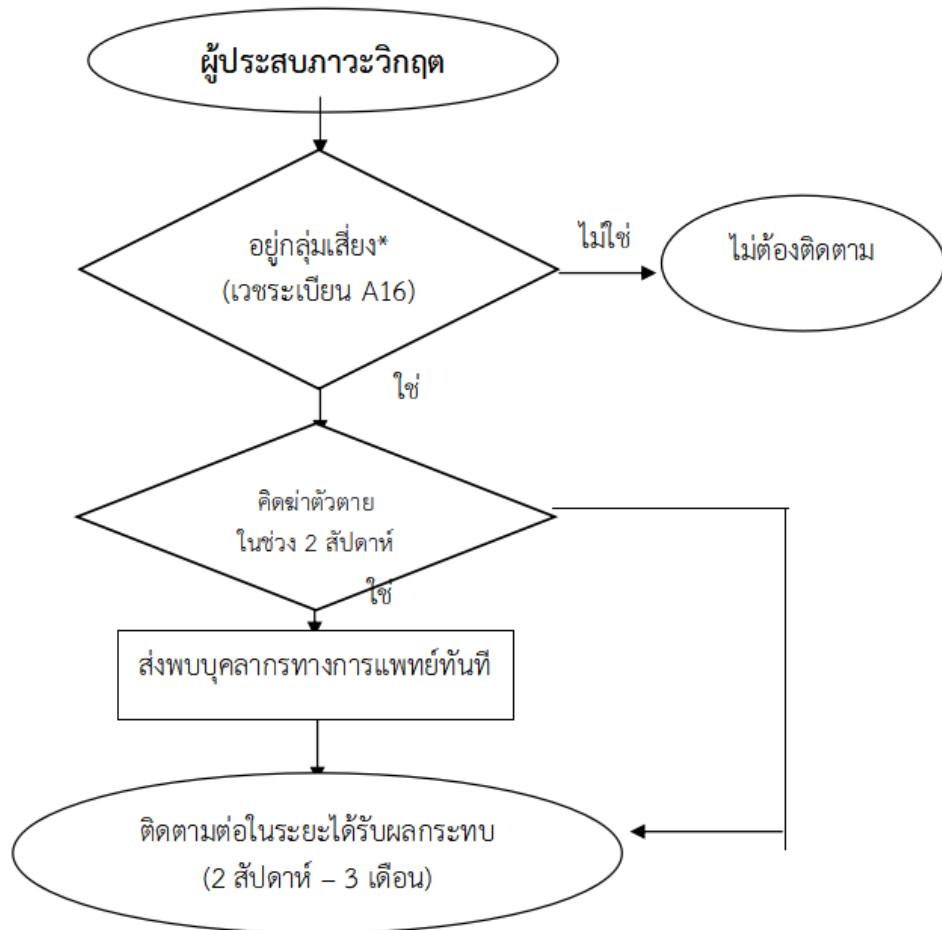 ผู้ประสบภาวะวิกฤต
อยู่กลุ่มเสี่ยง*
(เวชระเบียน A16)
ไม่ใช่
ไม่ต้องติดตาม
ใช่
คิดฆ่าตัวตาย
ในช่วง 2 สัปดาห์
ใช่
ส่งพบบุคลากรทางการแพทย์ทันที
ติดตามต่อในระยะได้รับผลกระทบ
(2 สัปดาห์ – 3 เดือน)